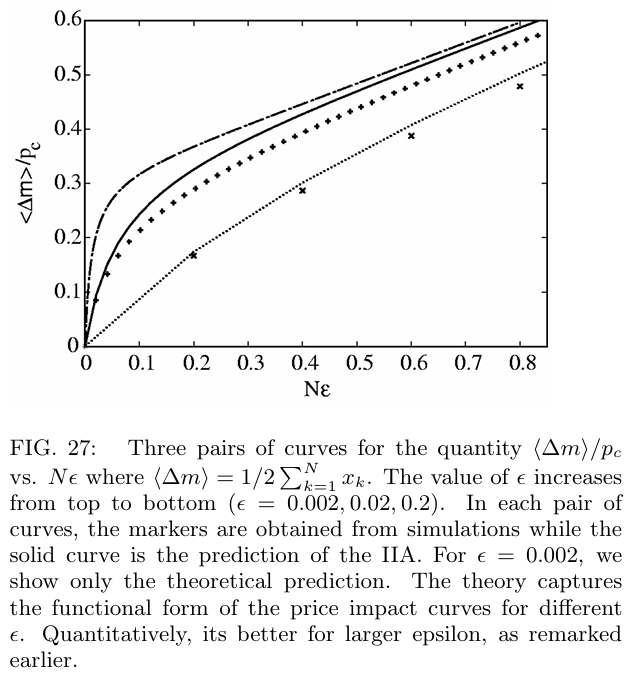 0.6
0.5
0.4
0.3
0.2
0.1
0
<Δm>/pc
0 0.1 0.2 0.3 0.4 0.5 0.6 0.7 0.8
Nε
FIG. 27: Three pairs of curves for the quantity ⟨Δm⟩/pc
vs. Nϵ where ⟨Δm⟩ = 1/2 ∑_{k=1}^{N} xk. The value of ϵ increases
from top to bottom (ϵ = 0.002, 0.02, 0.2). In each pair of
curves, the markers are obtained from simulations while the
solid curve is the prediction of the IIA. For ϵ = 0.002, we
show only the theoretical prediction. The theory captures
the functional form of the price impact curves for different
ϵ. Quantitatively, its better for larger epsilon, as remarked
earlier.